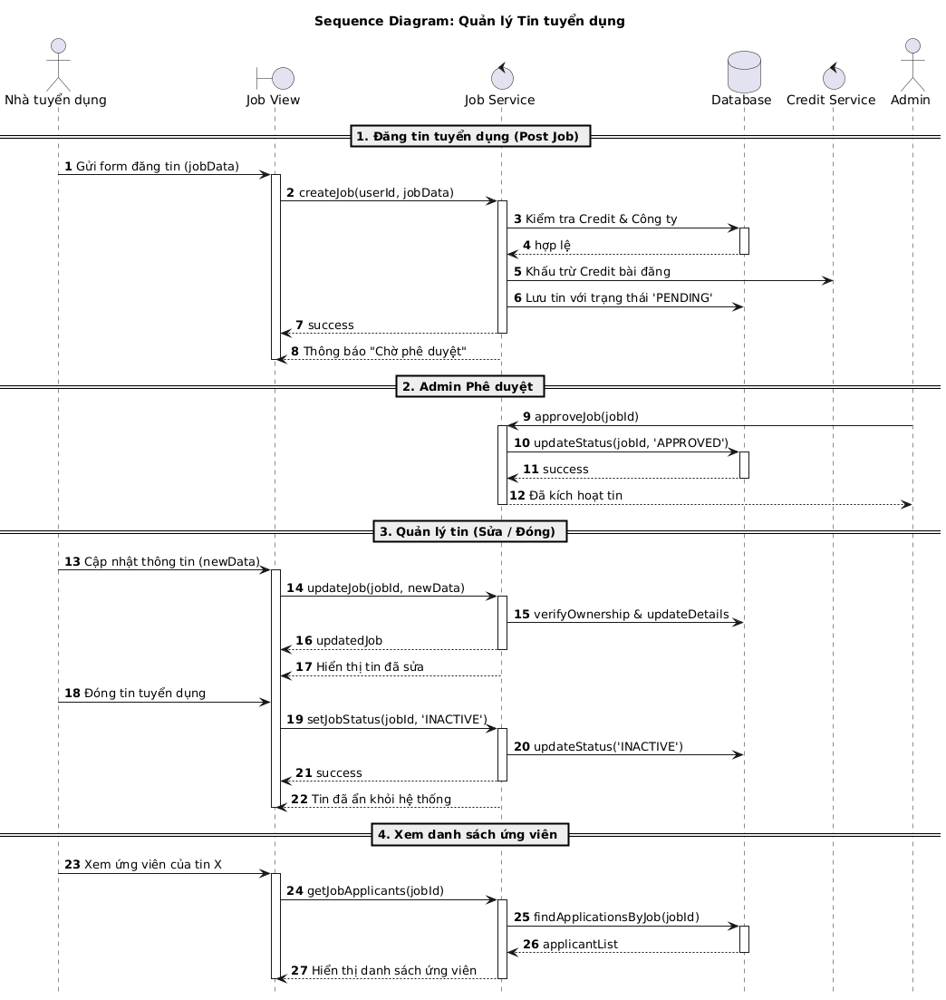 Sequence Diagram: Quản lý Tin tuyển dụng
Nhà tuyển dụng
Job View
Job Service
Database
Credit Service
Admin
1. Đăng tin tuyển dụng (Post Job)
1 Gửi form đăng tin (jobData)
2 createJob(userId, jobData)
3 Kiểm tra Credit & Công ty
4 hợp lệ
5 Khấu trừ Credit bài đăng
6 Lưu tin với trạng thái 'PENDING'
7 success
8 Thông báo "Chờ phê duyệt"
2. Admin Phê duyệt
9 approveJob(jobId)
10 updateStatus(jobId, 'APPROVED')
11 success
12 Đã kích hoạt tin
3. Quản lý tin (Sửa / Đóng)
13 Cập nhật thông tin (newData)
14 updateJob(jobId, newData)
15 verifyOwnership & updateDetails
16 updatedJob
17 Hiển thị tin đã sửa
18 Đóng tin tuyển dụng
19 setJobStatus(jobId, 'INACTIVE')
20 updateStatus('INACTIVE')
21 success
22 Tin đã ẩn khỏi hệ thống
4. Xem danh sách ứng viên
23 Xem ứng viên của tin X
24 getJobApplicants(jobId)
25 findApplicationsByJob(jobId)
26 applicantList
27 Hiển thị danh sách ứng viên